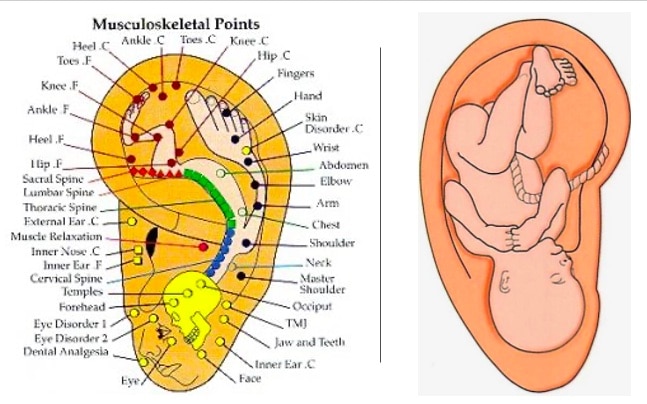 Musculoskeletal Points
Heel .C
Ankle .C
Toes .C
Knee .C
Toes .F
Hip .C
Knee .F
Fingers
Hand
Ankle .F
Skin
Disorder .C
Heel .F
Wrist
Hip .F
Abdomen
Sacral Spine
Elbow
Lumbar Spine
Thoracic Spine
Arm
External Ear .C
Chest
Muscle Relaxation
Shoulder
Inner Nose .C
Inner Ear .F
Neck
Cervical Spine
Master
Shoulder
Temples
Forehead
Occiput
Eye Disorder 1
TMJ
Eye Disorder 2
Jaw and Teeth
Dental Analgesia
Inner Ear .C
Eye
Face